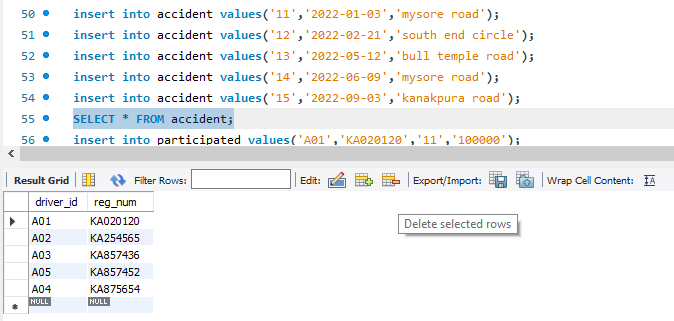 50 insert into accident values('11','2022-01-03','mysore road');
51 insert into accident values('12','2022-02-21','south end circle');
52 insert into accident values('13','2022-05-12','bull temple road');
53 insert into accident values('14','2022-06-09','mysore road');
54 insert into accident values('15','2022-09-03','kanakpura road');
55 SELECT * FROM accident;
56 insert into participated values('A01','KA020120','11','100000');
Result Grid Filter Rows: Edit: Export/Import: Wrap Cell Content: IA
driver_id reg_num
A01 KA020120
Delete selected rows
A02 KA254565
A03 KA857436
A05 KA857452
A04 KA875654
NULL NULL